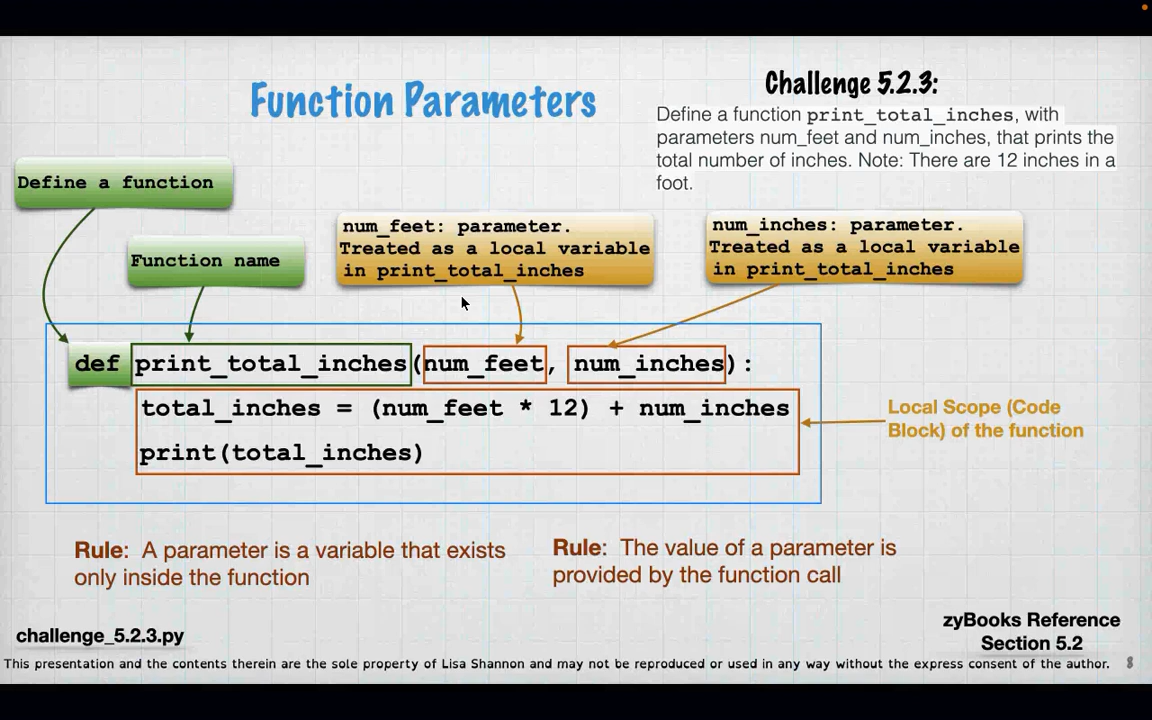 Function Parameters
Challenge 5.2.3:
Define a function print_total_inches, with
parameters num_feet and num_inches, that prints the
total number of inches. Note: There are 12 inches in a
foot.
Define a function
Function name
num_feet: parameter.
Treated as a local variable
in print_total_inches
num_inches: parameter.
Treated as a local variable
in print_total_inches
def print_total_inches(num_feet, num_inches):
total_inches = (num_feet * 12) + num_inches
print(total_inches)
Local Scope (Code
Block) of the function
Rule: A parameter is a variable that exists
only inside the function
Rule: The value of a parameter is
provided by the function call
challenge_5.2.3.py
zyBooks Reference
Section 5.2
This presentation and the contents therein are the sole property of Lisa Shannon and may not be reproduced or used in any way without the express consent of the author.
8